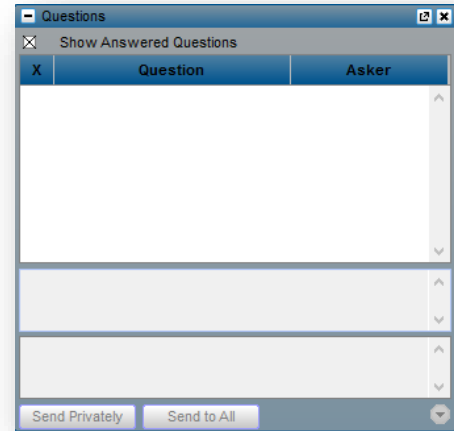 Questions
Show Answered Questions
X Question Asker
Send Privately Send to All